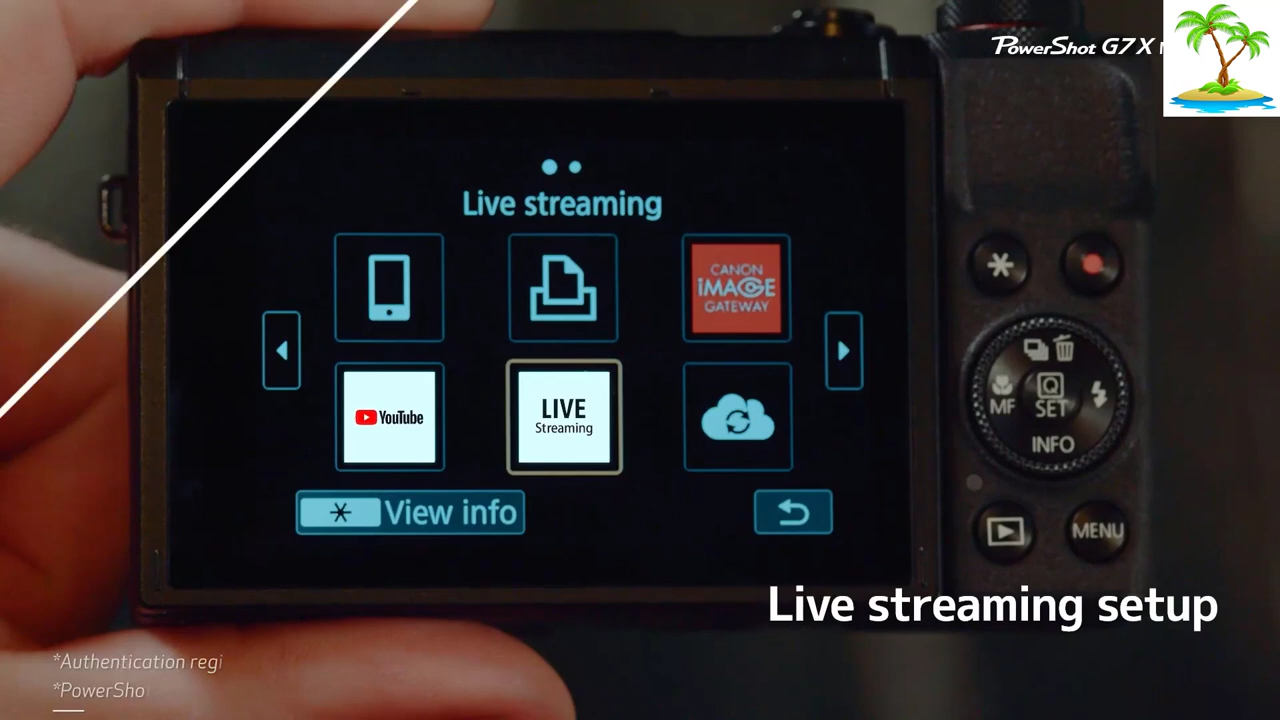 PowerShot G7 X
Live streaming
CANON
iMAGE
GATEWAY
YouTube
LIVE
Streaming
View info
MF
Q
SET
INFO
MENU
Live streaming setup
*Authentication regi
*PowerSho